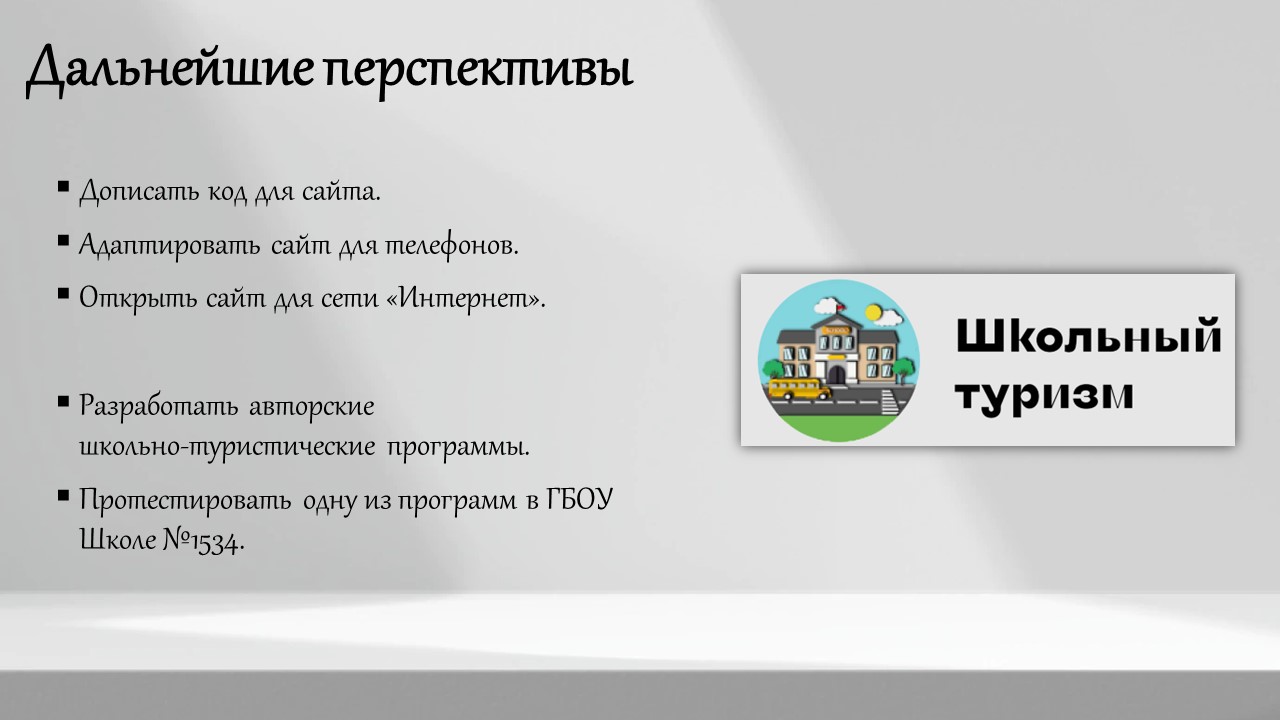 Дальнейшие перспективы
▪ Дописать код для сайта.
▪ Адаптировать сайт для телефонов.
▪ Открыть сайт для сети «Интернет».
▪ Разработать авторские
школьно-туристические программы.
▪ Протестировать одну из программ в ГБОУ
Школе №1534.
Школьный
туризм